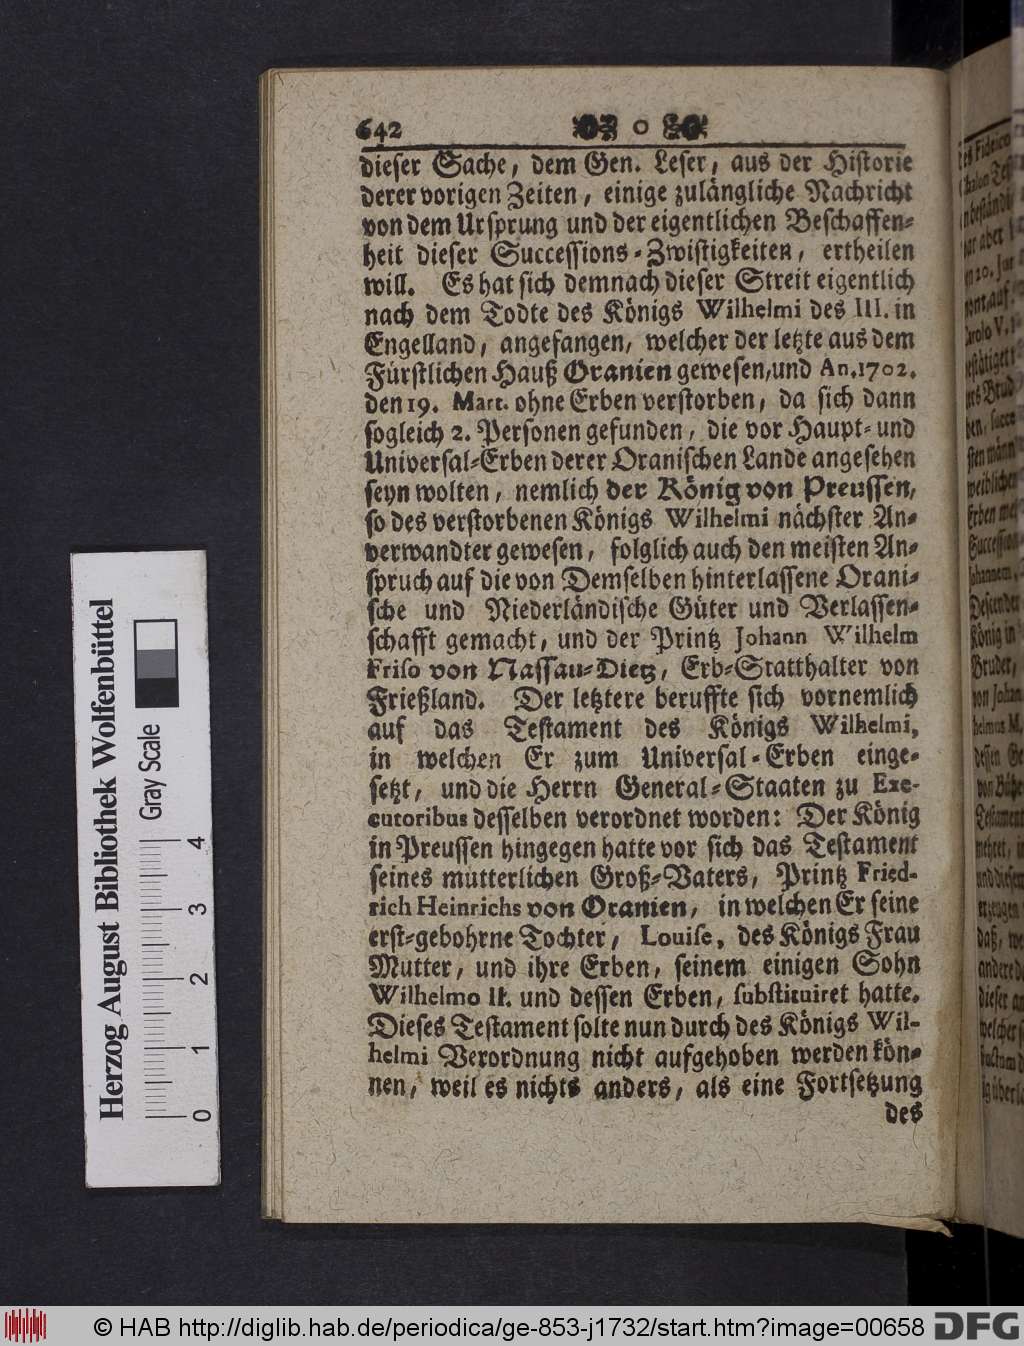 642 o
dieser Sache, dem Gen. Leser, aus der Historie
derer vorigen Zeiten, einige zulängliche Nachricht
von dem Ursprung und der eigentlichen Beschaffen-
heit dieser Successions-Zwistigkeiten, ertheilen
will. Es hat sich demnach dieser Streit eigentlich
nach dem Todte des Königs Wilhelmi des III. in
Engelland, angefangen, welcher der letzte aus dem
Fürstlichen Hauß Oranien gewesen, und An. 1702.
den 19. Mart. ohne Erben verstorben, da sich dann
sogleich 2. Personen gefunden, die vor Haupt- und
Universal-Erben derer Oranischen Lande angesehen
seyn wolten, nemlich der König von Preussen,
so des verstorbenen Königs Wilhelmi nächster An-
verwandter gewesen, folglich auch den meisten An-
spruch auf die von Demselben hinterlassene Orani-
sche und Niederländische Güter und Verlassen-
schafft gemacht, und der Printz Johann Wilhelm
Friso von Nassau-Dietz, Erb-Statthalter von
Frießland. Der letztere beruffte sich vornemlich
auf das Testament des Königs Wilhelmi,
in welchen Er zum Universal-Erben einge-
setzt, und die Herrn General-Staaten zu Exe-
cutoribus desselben verordnet worden: Der König
in Preussen hingegen hatte vor sich das Testament
seines mütterlichen Groß-Vaters, Printz Fried-
rich Heinrichs von Oranien, in welchen Er seine
erst-gebohrne Tochter, Louise, des Königs Frau
Mutter, und ihre Erben, seinem einigen Sohn
Wilhelmo II. und dessen Erben, substituiret hatte.
Dieses Testament solte nun durch des Königs Wil-
helmi Verordnung nicht aufgehoben werden kön-
nen, weil es nichts anders, als eine Fortsetzung
des
Herzog August Bibliothek Wolfenbüttel
Gray Scale
0 1 2 3 4
© HAB http://diglib.hab.de/periodica/ge-853-j1732/start.htm?image=00658
DFG